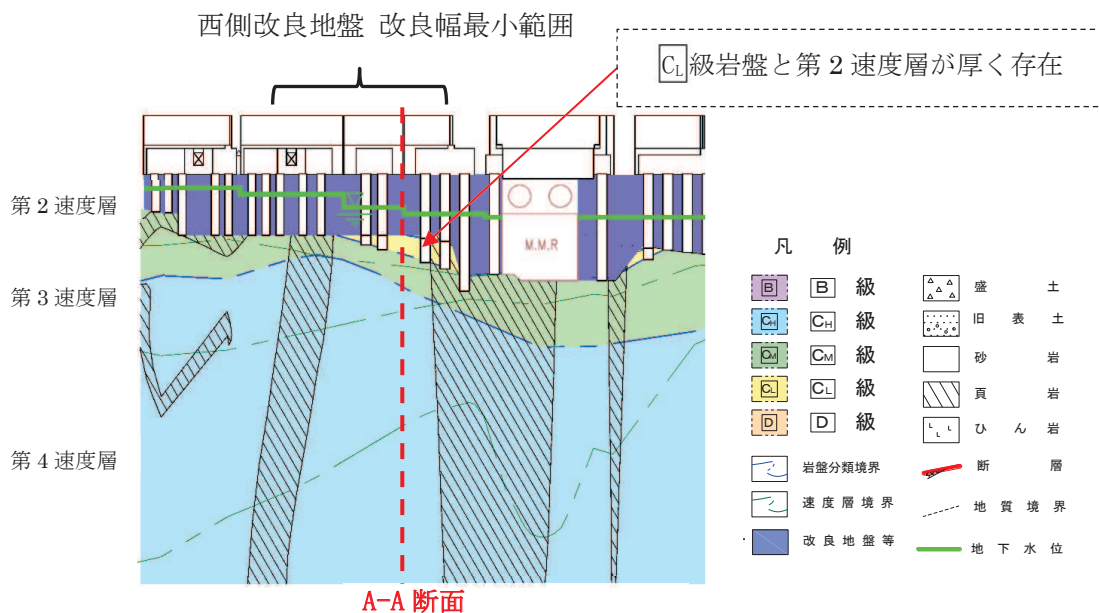 西側改良地盤 改良幅最小範囲
CL級岩盤と第2速度層が厚く存在
第2速度層
第3速度層
第4速度層
M.M.R
A-A 断面
凡 例
B B 級
CH CH 級
CM CM 級
CL CL 級
D D 級
岩盤分類境界
速度層境界
改良地盤等
盛土
旧表土
砂岩
頁岩
ひん岩
断層
地質境界
地下水位